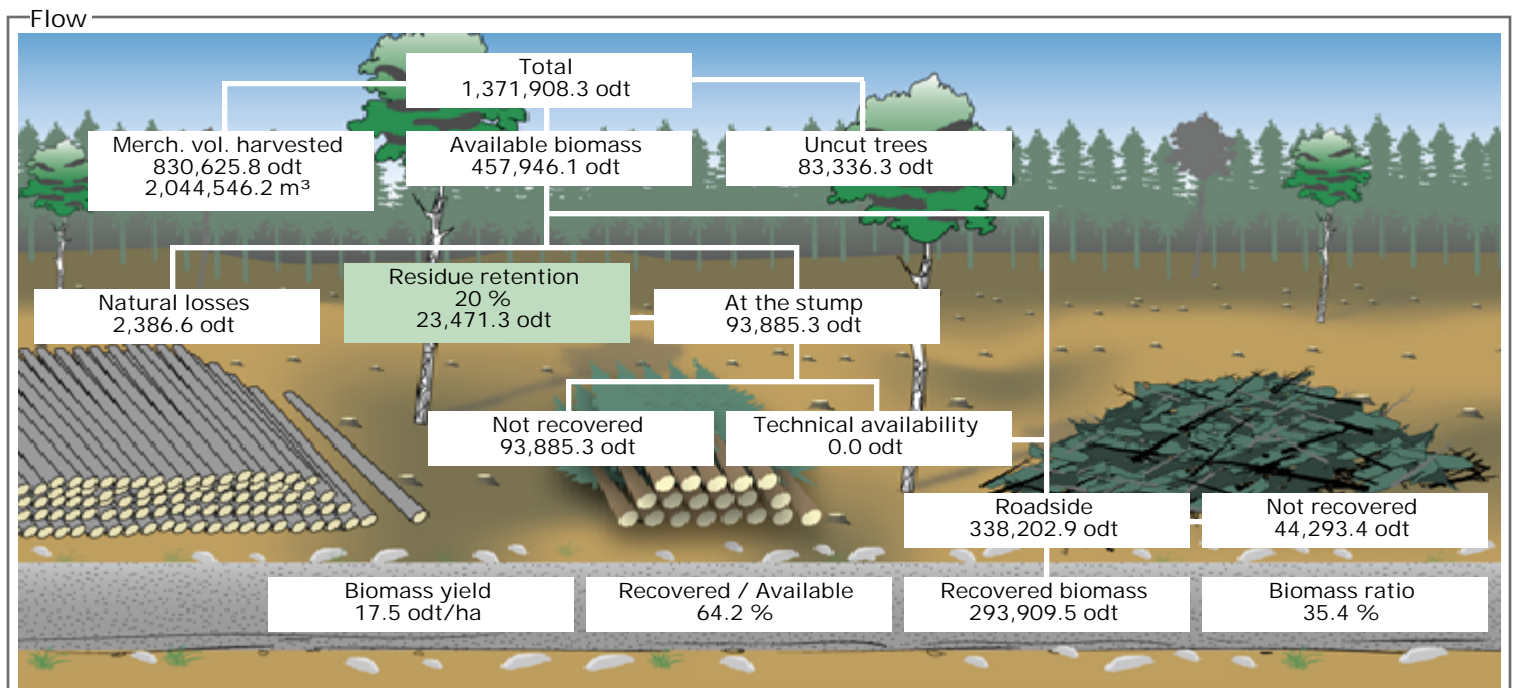 Flow
Total
1,371,908.3 odt
Merch. vol. harvested
830,625.8 odt
2,044,546.2 m³
Available biomass
457,946.1 odt
Uncut trees
83,336.3 odt
Natural losses
2,386.6 odt
Residue retention
20 %
23,471.3 odt
At the stump
93,885.3 odt
Not recovered
93,885.3 odt
Technical availability
0.0 odt
Roadside
338,202.9 odt
Not recovered
44,293.4 odt
Biomass yield
17.5 odt/ha
Recovered / Available
64.2 %
Recovered biomass
293,909.5 odt
Biomass ratio
35.4 %